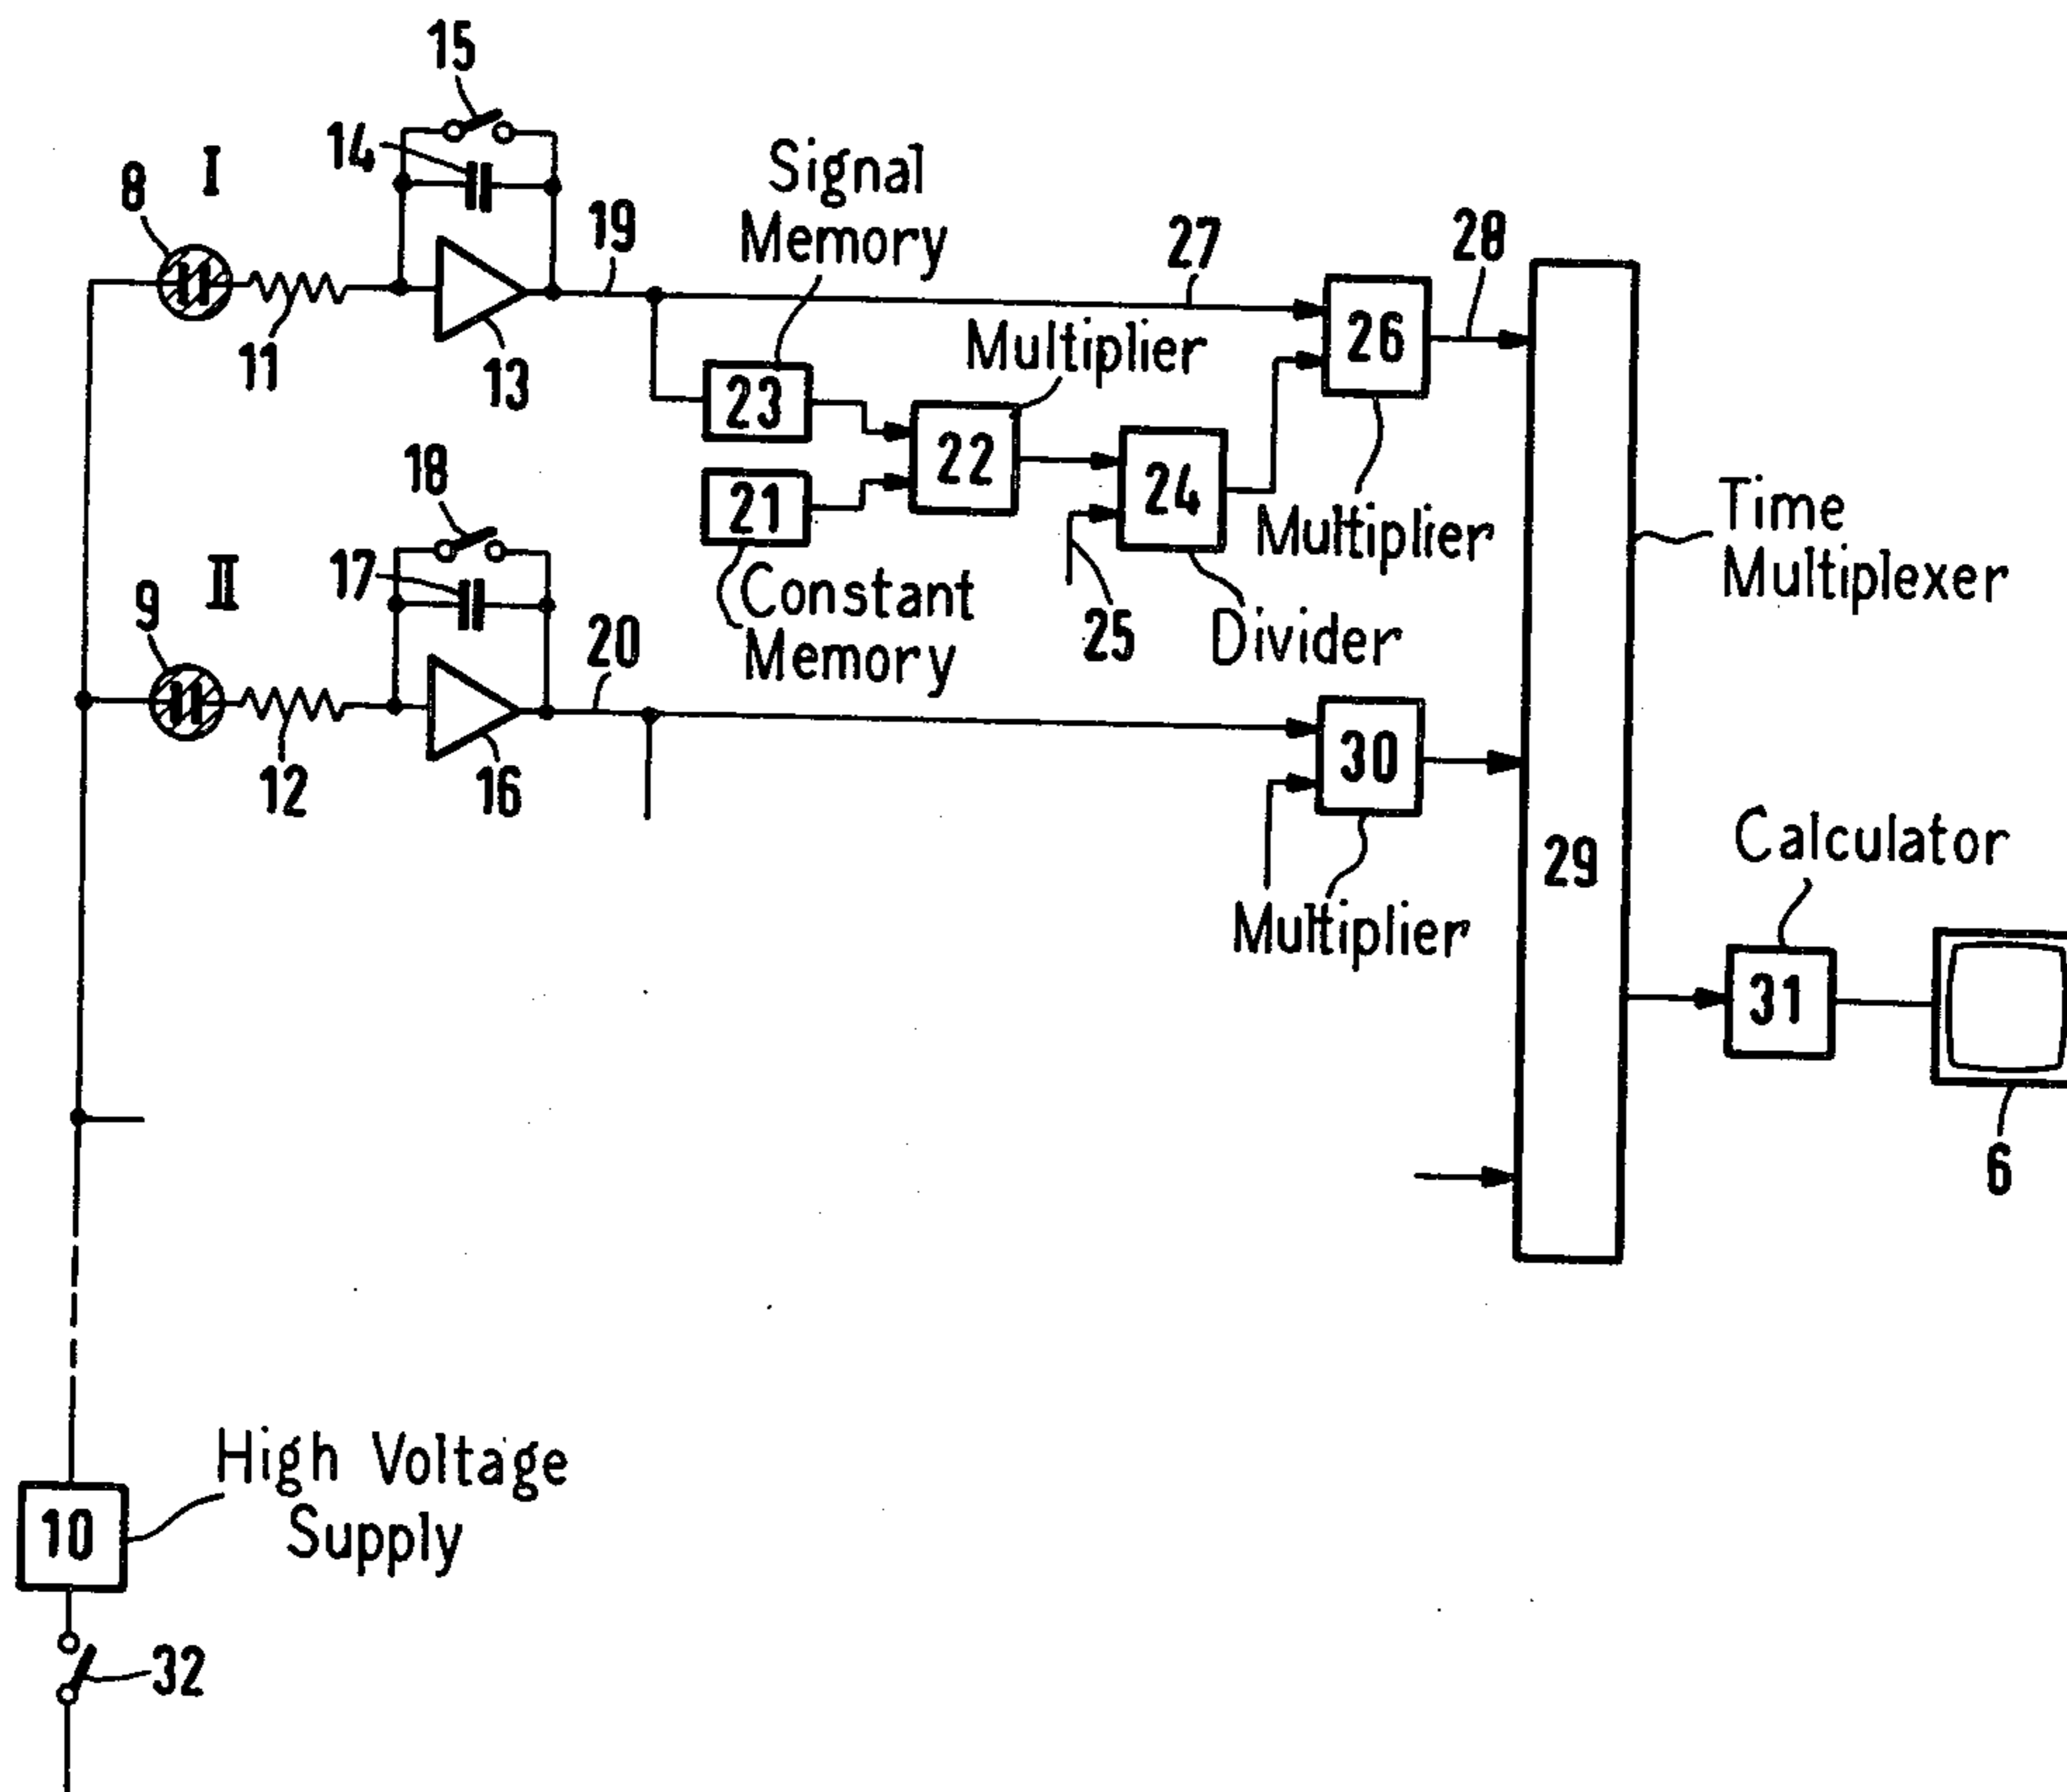 15
14
8
I
Signal
Memory
19
27
28
26
Multiplier
11
13
23
22
24
18
21
Multiplier
Time
Multiplexer
17
II
9
Constant
Memory
20
25
Divider
30
12
16
29
Calculator
Multiplier
31
6
High Voltage
Supply
10
32